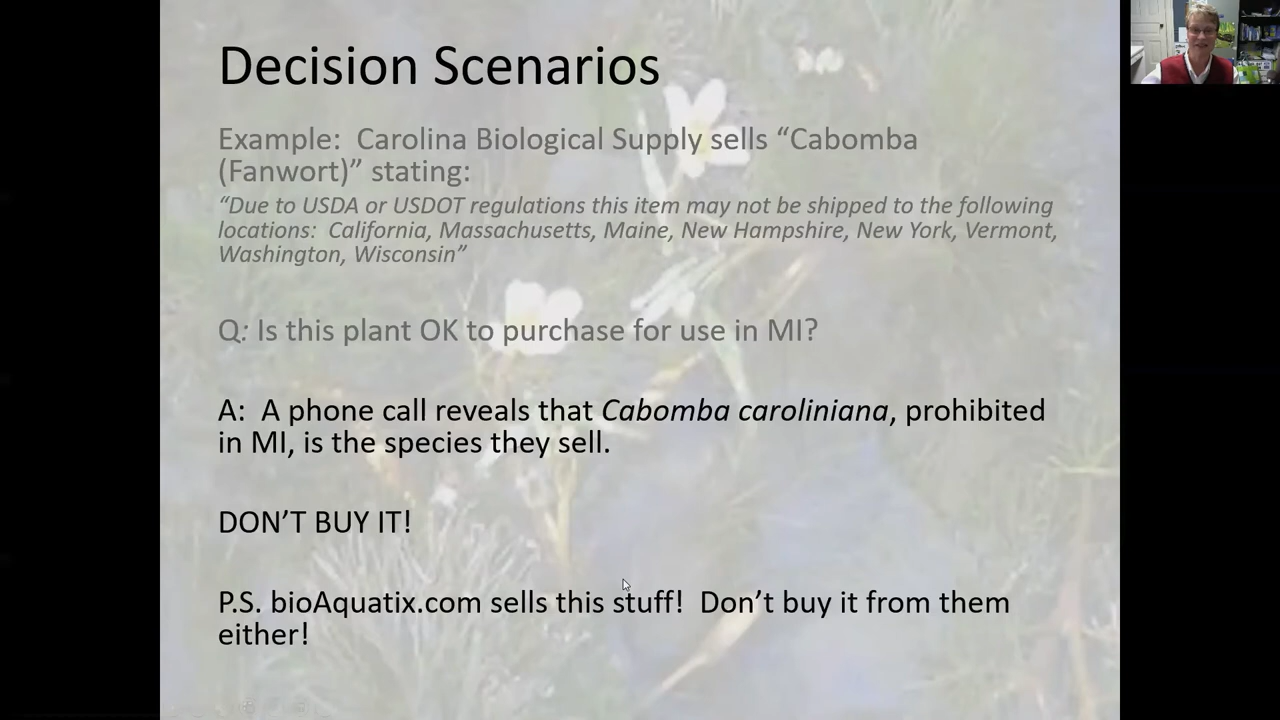 Decision Scenarios
Example:  Carolina Biological Supply sells “Cabomba
(Fanwort)” stating:
“Due to USDA or USDOT regulations this item may not be shipped to the following
locations:  California, Massachusetts, Maine, New Hampshire, New York, Vermont,
Washington, Wisconsin”
Q: Is this plant OK to purchase for use in MI?
A:  A phone call reveals that Cabomba caroliniana, prohibited
in MI, is the species they sell.
DON’T BUY IT!
P.S. bioAquatix.com sells this stuff!  Don’t buy it from them
either!